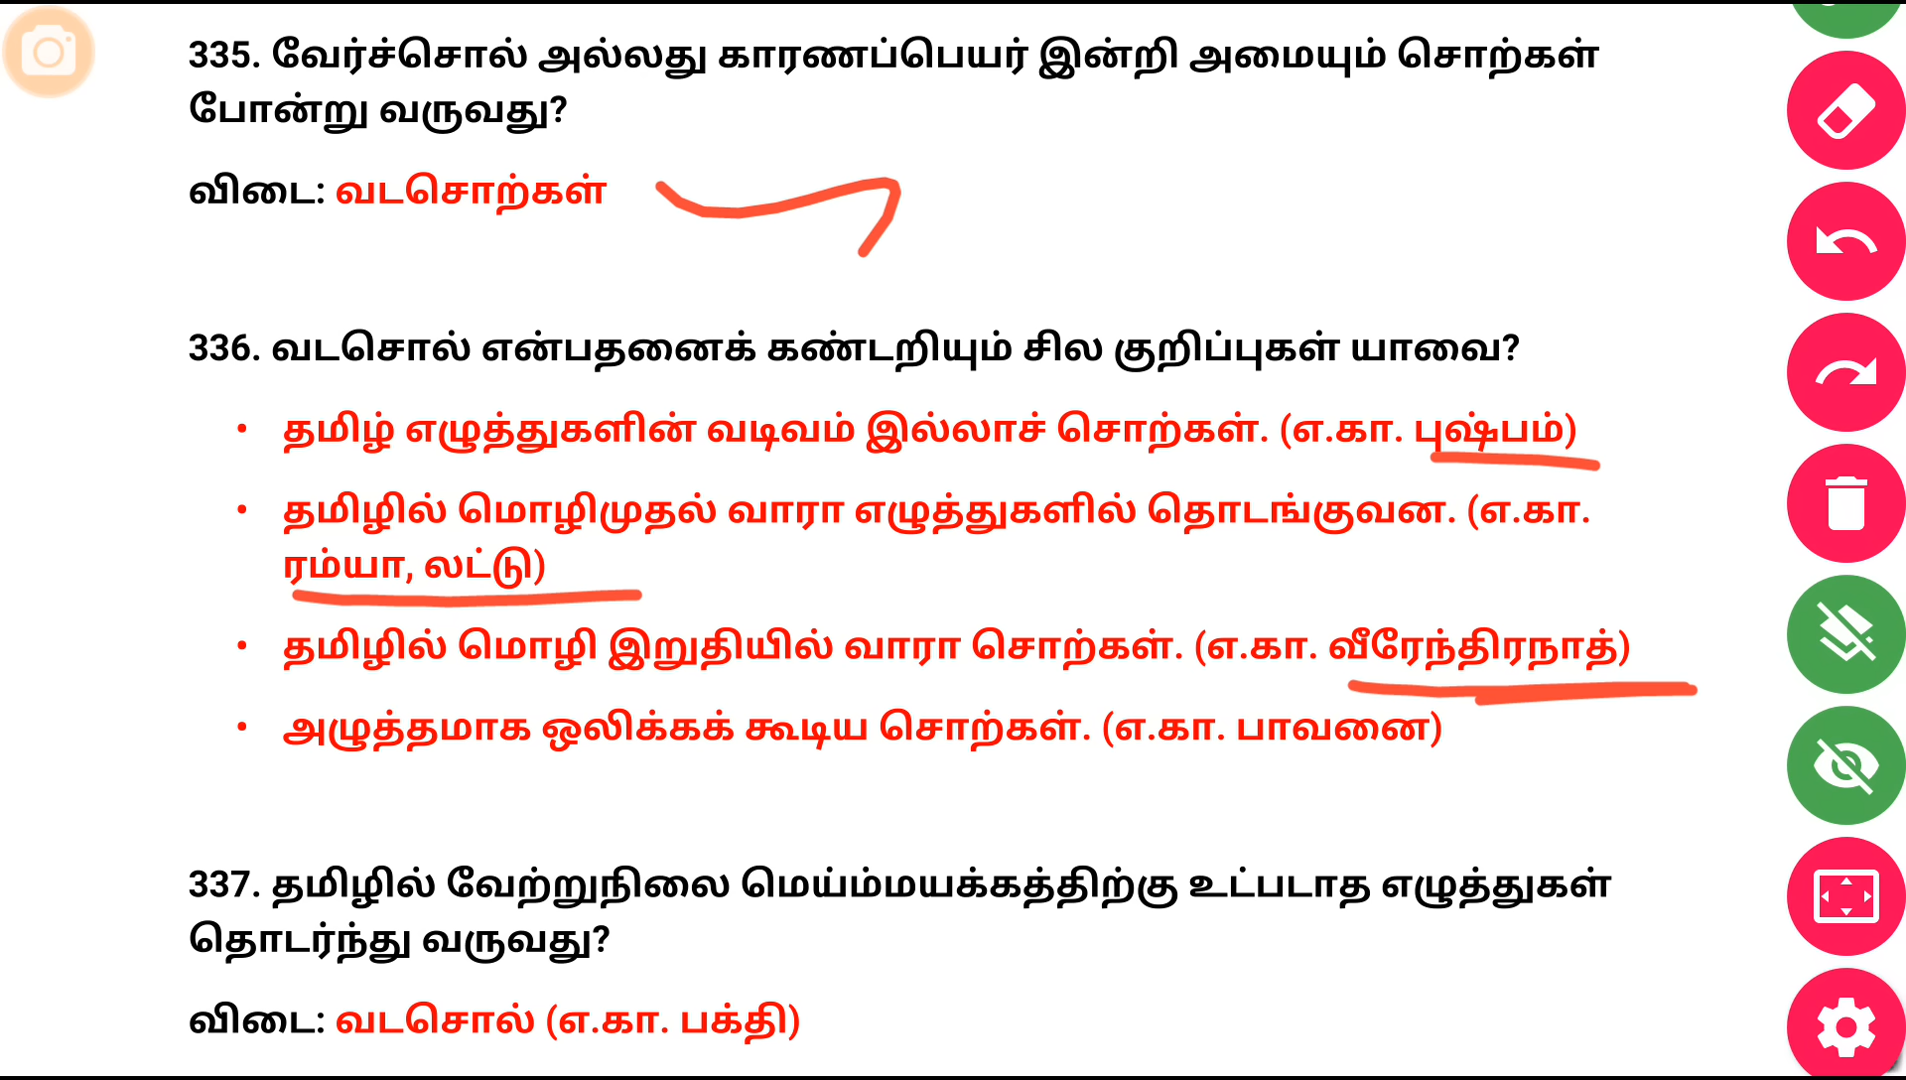 335. வேர்ச்சொல் அல்லது காரணப்பெயர் இன்றி அமையும் சொற்கள்
போன்று வருவது?
விடை: வடசொற்கள்
336. வடசொல் என்பதனைக் கண்டறியும் சில குறிப்புகள் யாவை?
• தமிழ் எழுத்துகளின் வடிவம் இல்லாச் சொற்கள். (எ.கா. புஷ்பம்)
• தமிழில் மொழிமுதல் வாரா எழுத்துகளில் தொடங்குவன. (எ.கா.
ரம்யா, லட்டு)
• தமிழில் மொழி இறுதியில் வாரா சொற்கள். (எ.கா. வீரேந்திரநாத்)
• அழுத்தமாக ஒலிக்கக் கூடிய சொற்கள். (எ.கா. பாவனை)
337. தமிழில் வேற்றுநிலை மெய்ம்மயக்கத்திற்கு உட்படாத எழுத்துகள்
தொடர்ந்து வருவது?
விடை: வடசொல் (எ.கா. பக்தி)